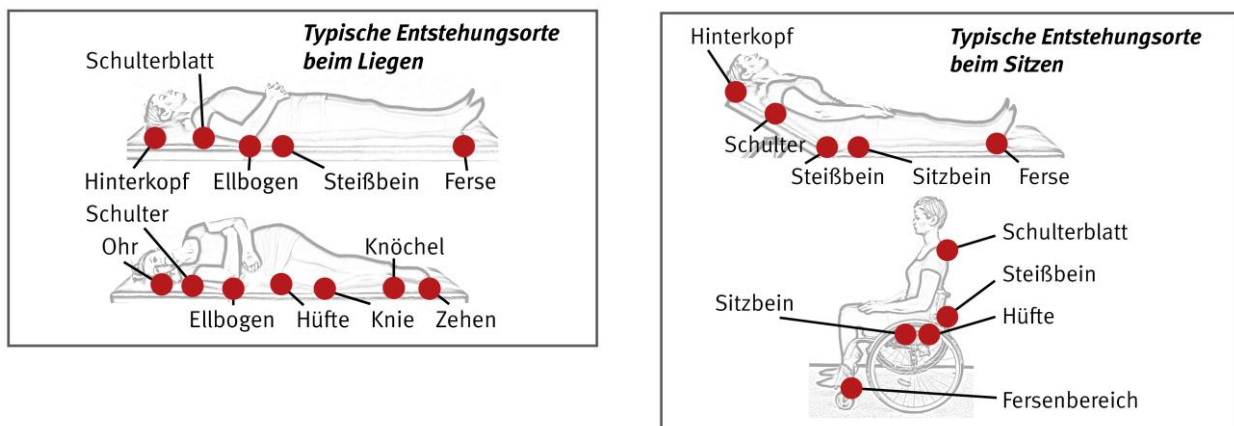 Typische Entstehungsorte
beim Liegen
Schulterblatt
Hinterkopf Ellbogen Steißbein Ferse
Schulter
Ohr Knöchel
Ellbogen Hüfte Knie Zehen
Hinterkopf
Typische Entstehungsorte
beim Sitzen
Schulter
Steißbein Sitzbein Ferse
Schulterblatt
Steißbein
Sitzbein Hüfte
Fersenbereich